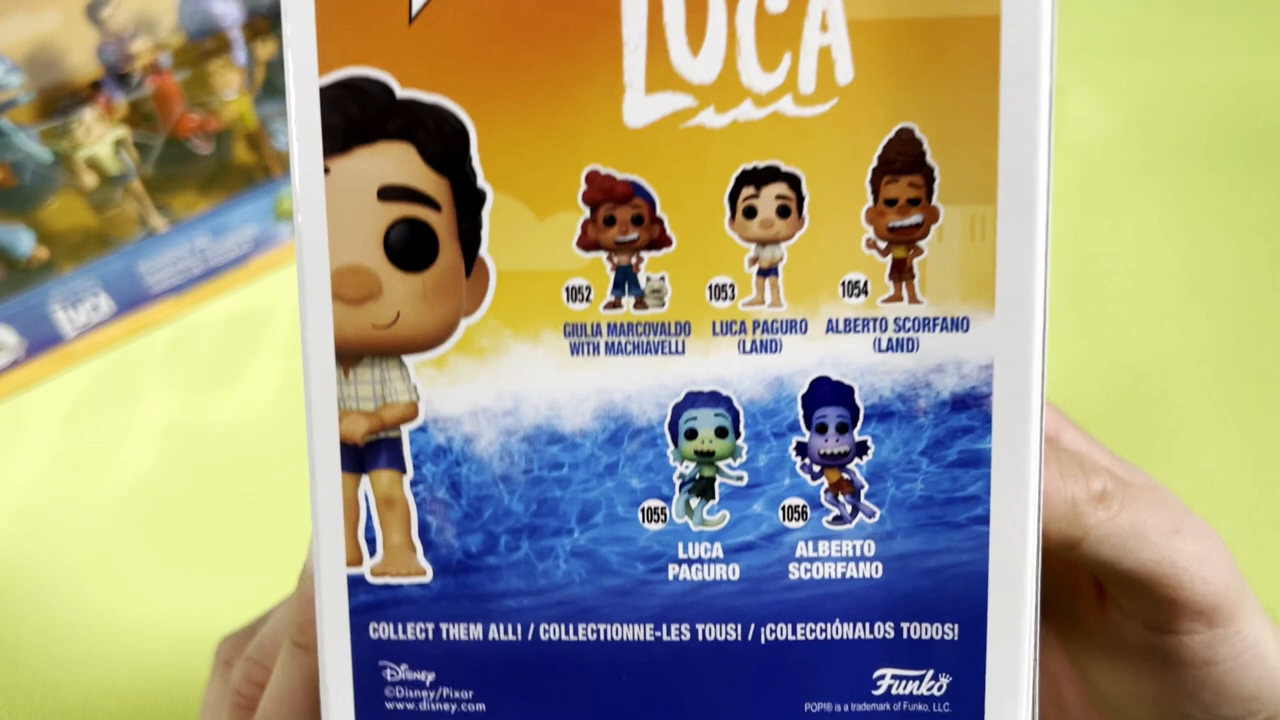 LUCA
1052
1053
1054
GIULIA MARCOVALDO
WITH MACHIAVELLI
LUCA PAGURO
(LAND)
ALBERTO SCORFANO
(LAND)
1055
1056
LUCA
PAGURO
ALBERTO
SCORFANO
COLLECT THEM ALL! / COLLECTIONNE-LES TOUS! / ¡COLECCIÓNALOS TODOS!
Disney
©Disney/Pixar
www.disney.com
Funko
POP!® is a trademark of Funko, LLC.